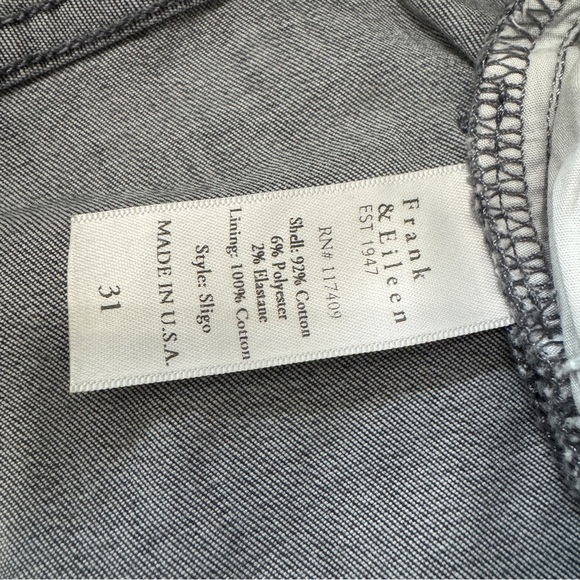 Frank
& Eileen
EST 1947
RN# 117409
Shell: 92% Cotton
6% Polyester
2% Elastane
Lining: 100% Cotton
Style: Sligo
MADE IN U.S.A.
31